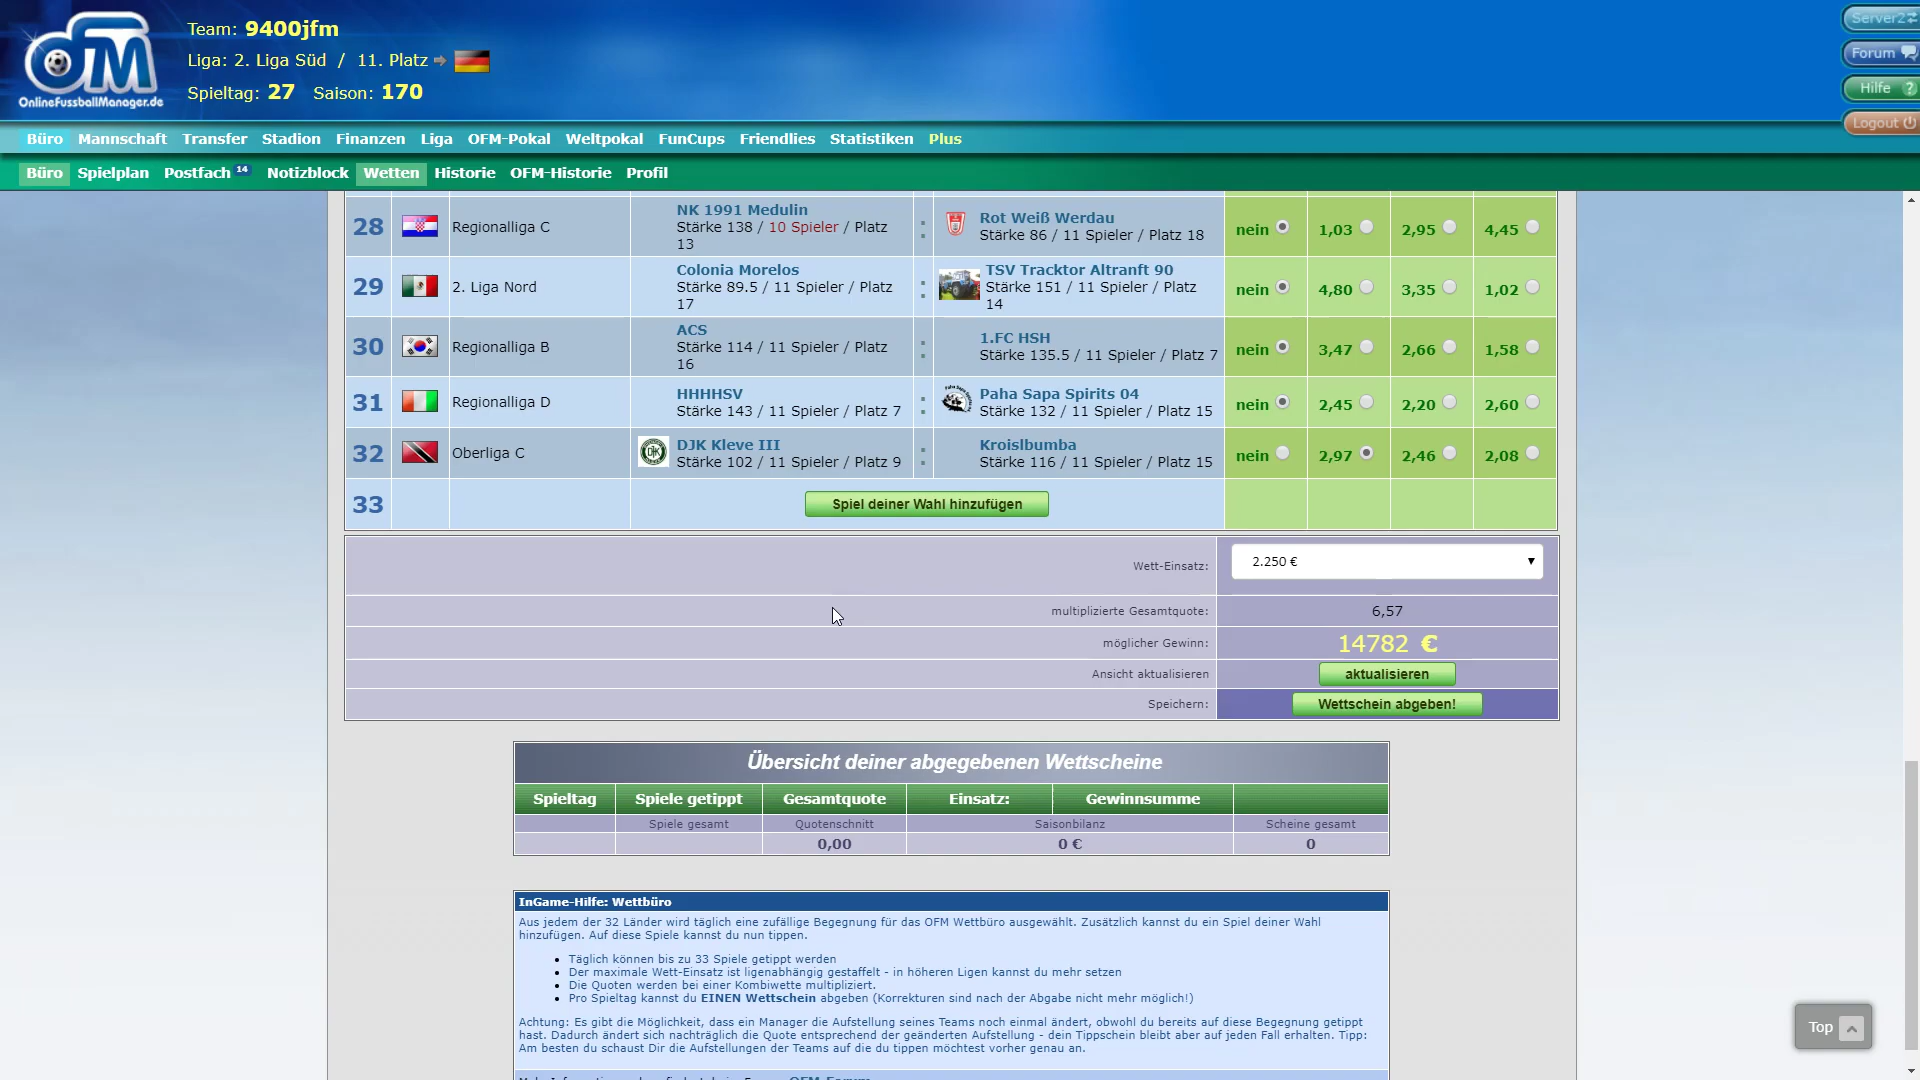 OFM
OnlineFussballManager.de
Team: 9400jfm
Liga: 2. Liga Süd / 11. Platz
Spieltag: 27 Saison: 170
Server2
Forum
Hilfe ?
Logout
Büro Mannschaft Transfer Stadion Finanzen Liga OFM-Pokal Weltpokal FunCups Friendlies Statistiken Plus
Büro Spielplan Postfach 14 Notizblock Wetten Historie OFM-Historie Profil
28 Regionalliga C
NK 1991 Medulin
Stärke 138 / 10 Spieler / Platz
13
:
Rot Weiß Werdau
Stärke 86 / 11 Spieler / Platz 18
nein 1,03 2,95 4,45
29 2. Liga Nord
Colonia Morelos
Stärke 89.5 / 11 Spieler / Platz
17
:
TSV Tracktor Altranft 90
Stärke 151 / 11 Spieler / Platz
14
nein 4,80 3,35 1,02
30 Regionalliga B
ACS
Stärke 114 / 11 Spieler / Platz
16
:
1.FC HSH
Stärke 135.5 / 11 Spieler / Platz 7
nein 3,47 2,66 1,58
31 Regionalliga D
HHHHSV
Stärke 143 / 11 Spieler / Platz 7
:
Paha Sapa Spirits 04
Stärke 132 / 11 Spieler / Platz 15
nein 2,45 2,20 2,60
32 Oberliga C
DJK Kleve III
Stärke 102 / 11 Spieler / Platz 9
:
Kroislbumba
Stärke 116 / 11 Spieler / Platz 15
nein 2,97 2,46 2,08
33 Spiel deiner Wahl hinzufügen
Wett-Einsatz: 2.250 €
multiplizierte Gesamtquote: 6,57
möglicher Gewinn: 14782 €
Ansicht aktualisieren aktualisieren
Speichern: Wettschein abgeben!
Übersicht deiner abgegebenen Wettscheine
Spieltag Spiele getippt Gesamtquote Einsatz: Gewinnsumme
Spiele gesamt Quotenschnitt Saisonbilanz Scheine gesamt
0,00 0 € 0
InGame-Hilfe: Wettbüro
Aus jedem der 32 Länder wird täglich eine zufällige Begegnung für das OFM Wettbüro ausgewählt. Zusätzlich kannst du ein Spiel deiner Wahl
hinzufügen. Auf diese Spiele kannst du nun tippen.
• Täglich können bis zu 33 Spiele getippt werden
• Der maximale Wett-Einsatz ist ligenabhängig gestaffelt - in höheren Ligen kannst du mehr setzen
• Die Quoten werden bei einer Kombiwette multipliziert.
• Pro Spieltag kannst du EINEN Wettschein abgeben (Korrekturen sind nach der Abgabe nicht mehr möglich!)
Achtung: Es gibt die Möglichkeit, dass ein Manager die Aufstellung seines Teams noch einmal ändert, obwohl du bereits auf diese Begegnung getippt
hast. Dadurch ändert sich nachträglich die Quote entsprechend der geänderten Aufstellung - dein Tippschein bleibt aber auf jeden Fall erhalten. Tipp:
Am besten du schaust Dir die Aufstellungen der Teams auf die du tippen möchtest vorher genau an.
Top